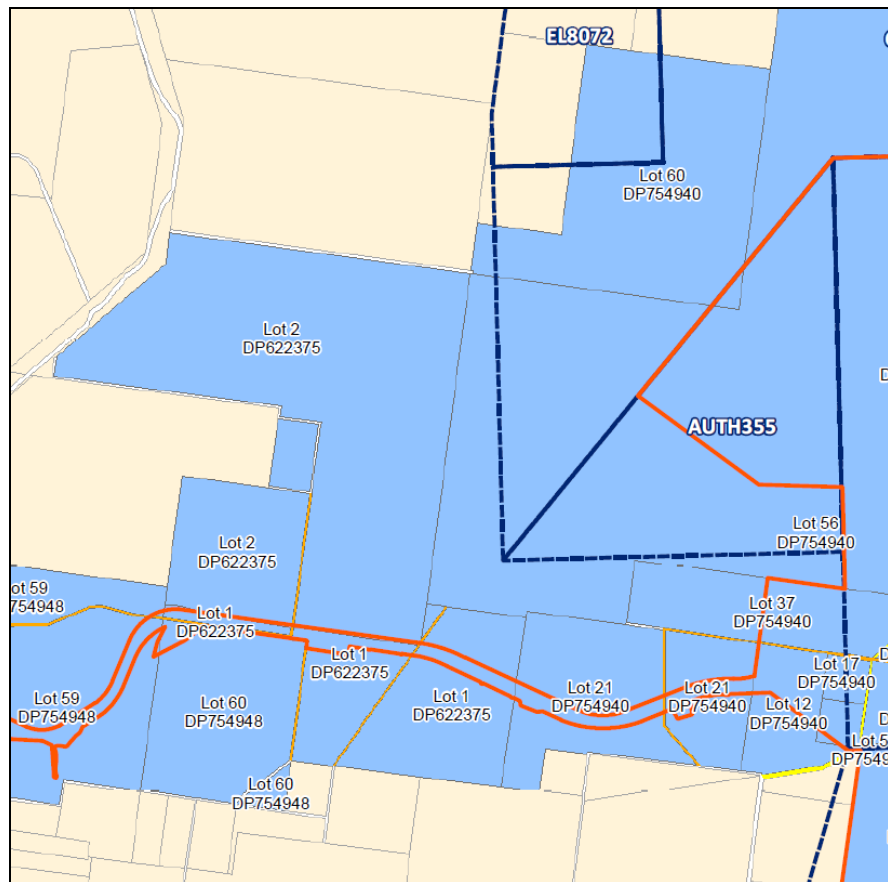 EL8072
Lot 60
DP754940
Lot 2
DP622375
AUTH355
Lot 56
DP754940
Lot 2
DP622375
ot 59
754948
Lot 1
DP622375
Lot 37
DP754940
Lot 1
DP622375
Lot 17
DP754940
Lot 59
DP754948
Lot 60
DP754948
Lot 1
DP622375
Lot 21
DP754940
Lot 21
DP754940
Lot 12
DP754940
Lot 5
DP7549
Lot 60
DP754948